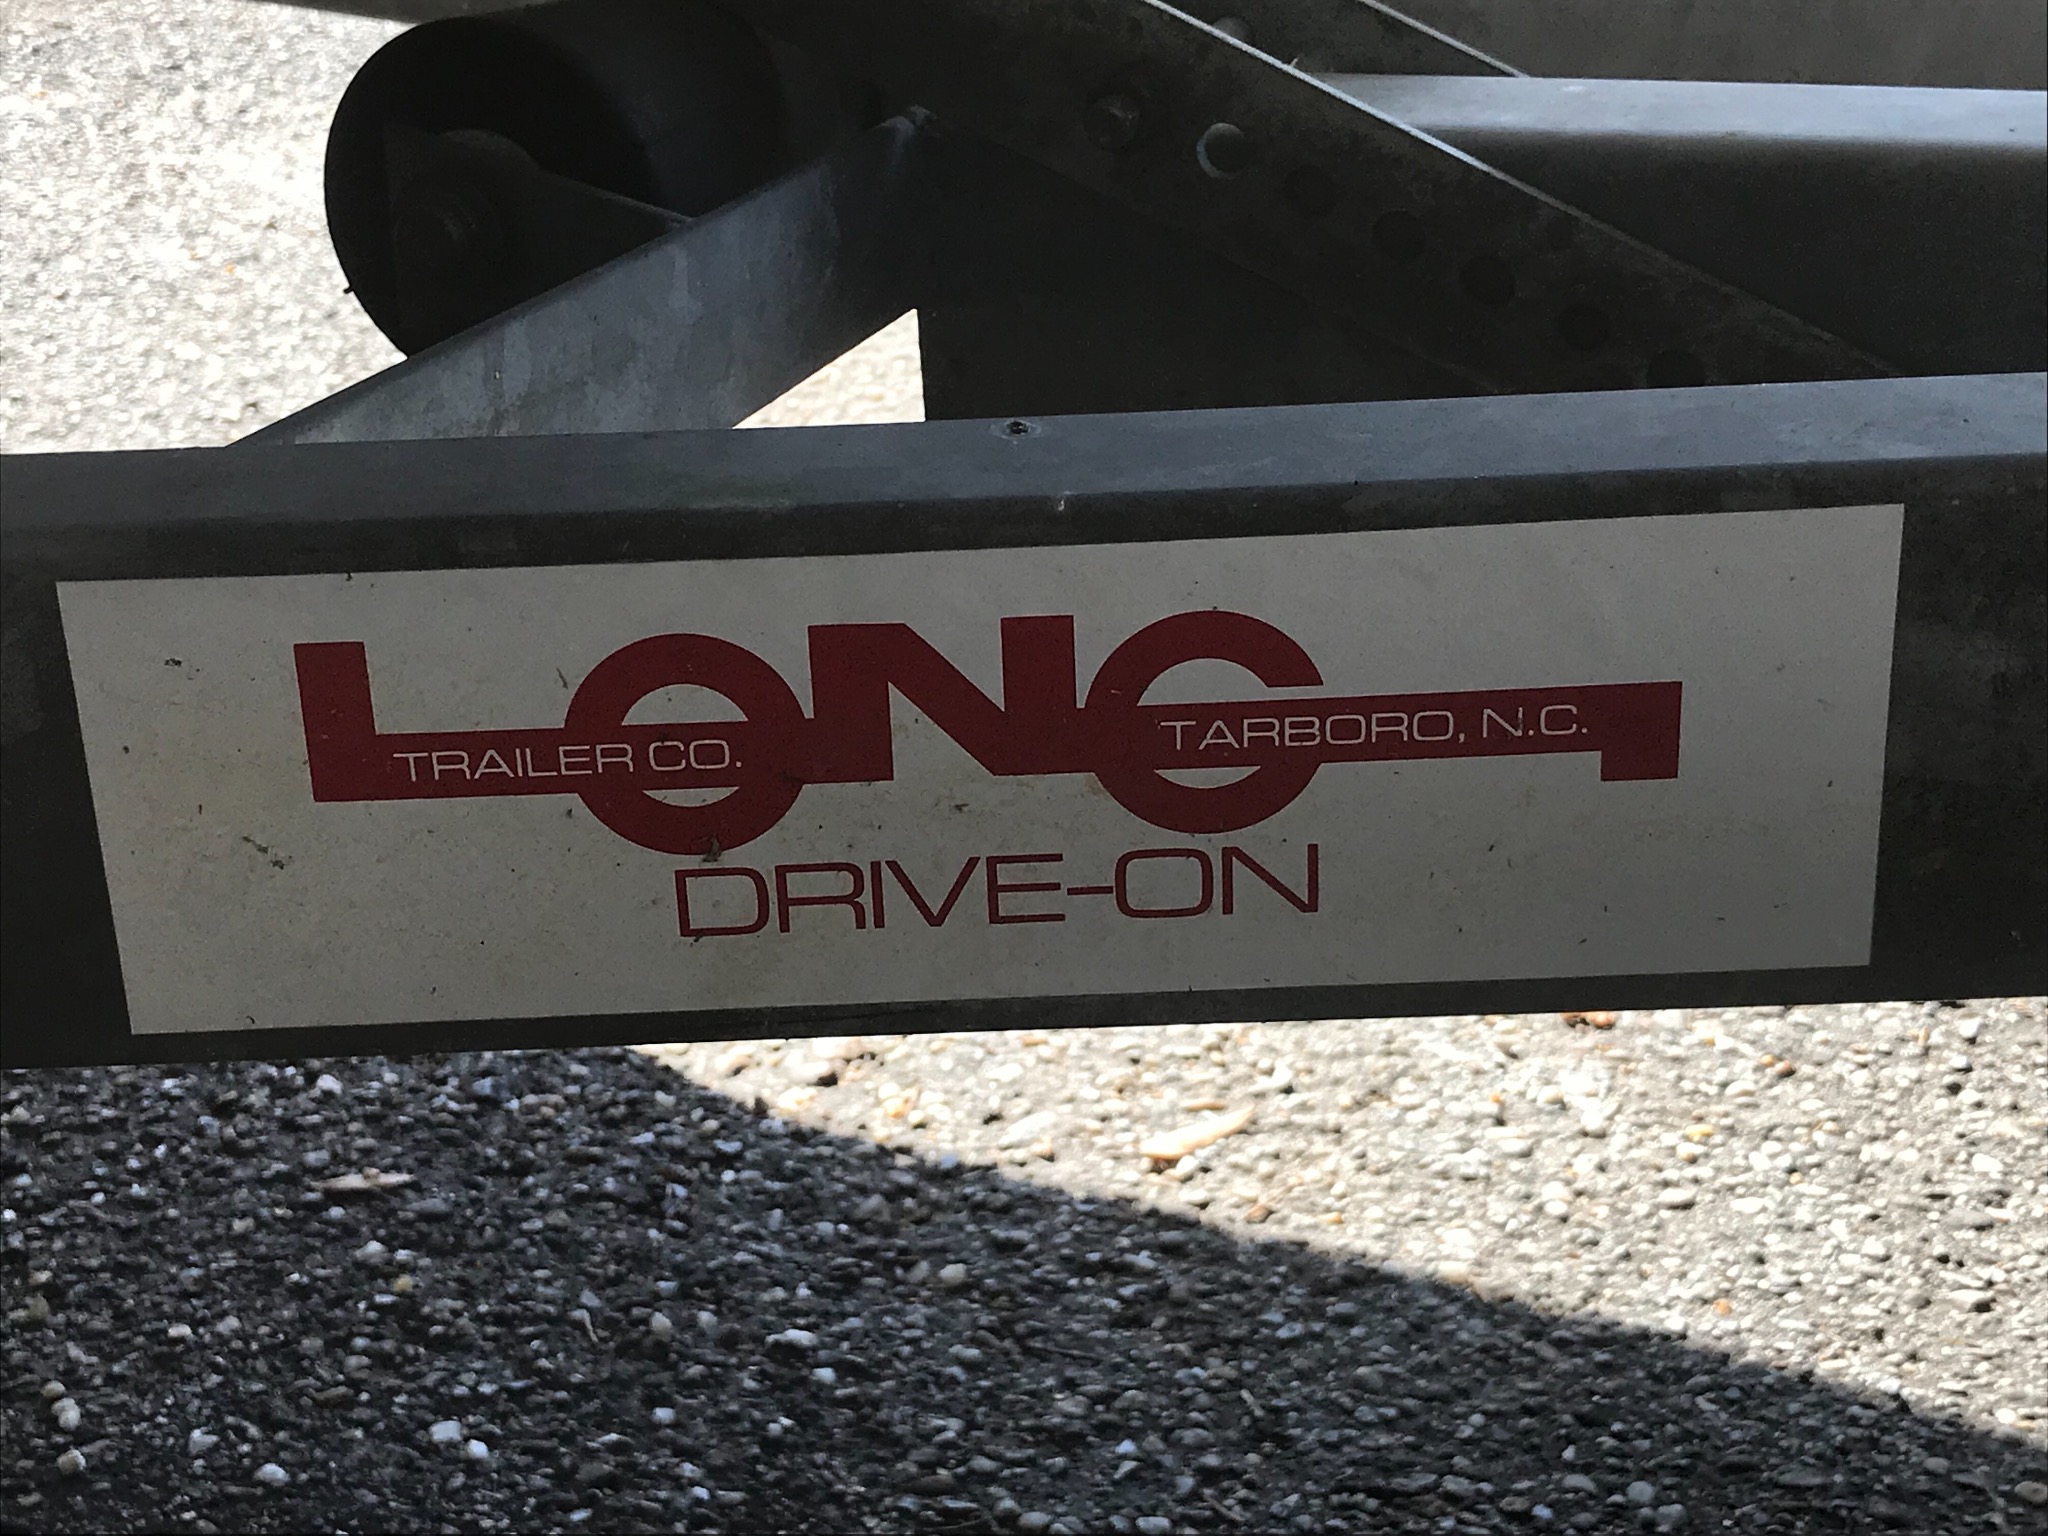 LONG
TRAILER CO. TARBORO, N.C.
DRIVE-ON